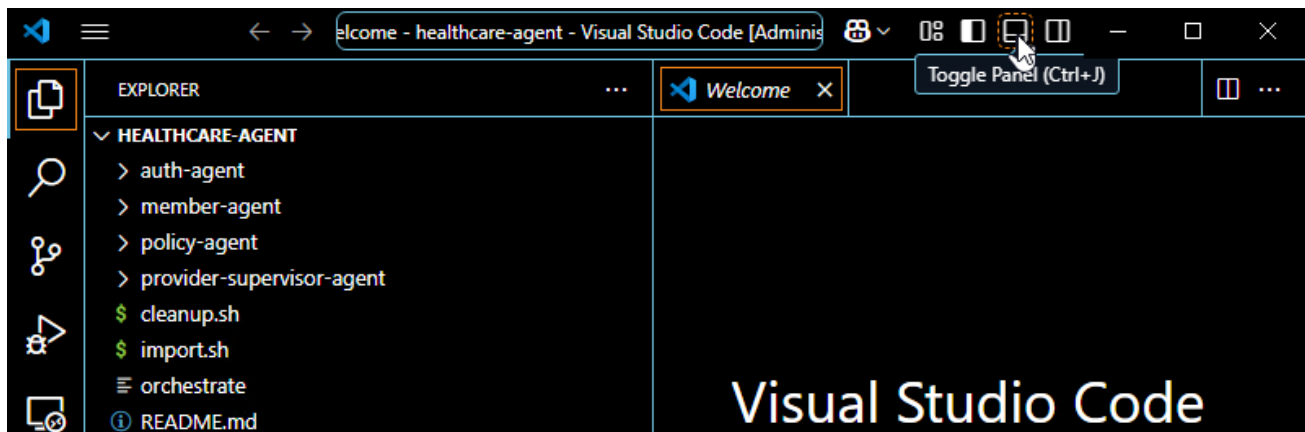 elcome - healthcare-agent - Visual Studio Code [Adminis
Toggle Panel (Ctrl+J)
EXPLORER
Welcome
HEALTHCARE-AGENT
auth-agent
member-agent
policy-agent
provider-supervisor-agent
$ cleanup.sh
$ import.sh
orchestrate
README.md
Visual Studio Code